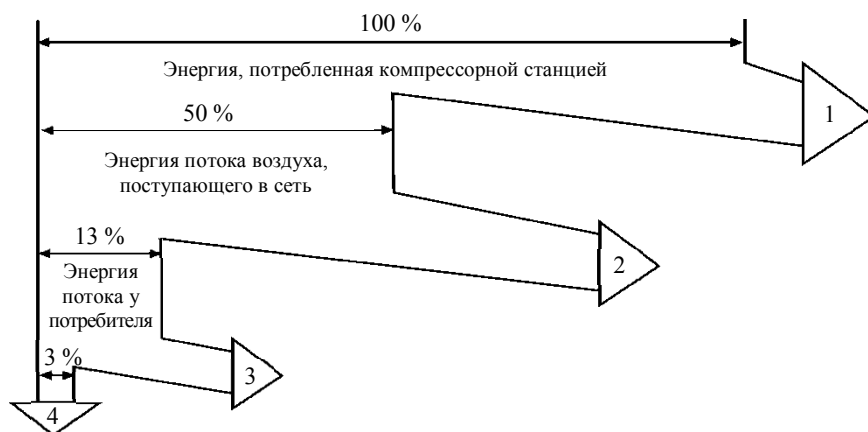 100 %
Энергия, потребленная компрессорной станцией
1
50 %
Энергия потока воздуха,
поступающего в сеть
2
13 %
Энергия
потока у
потребителя
3 %
3
4